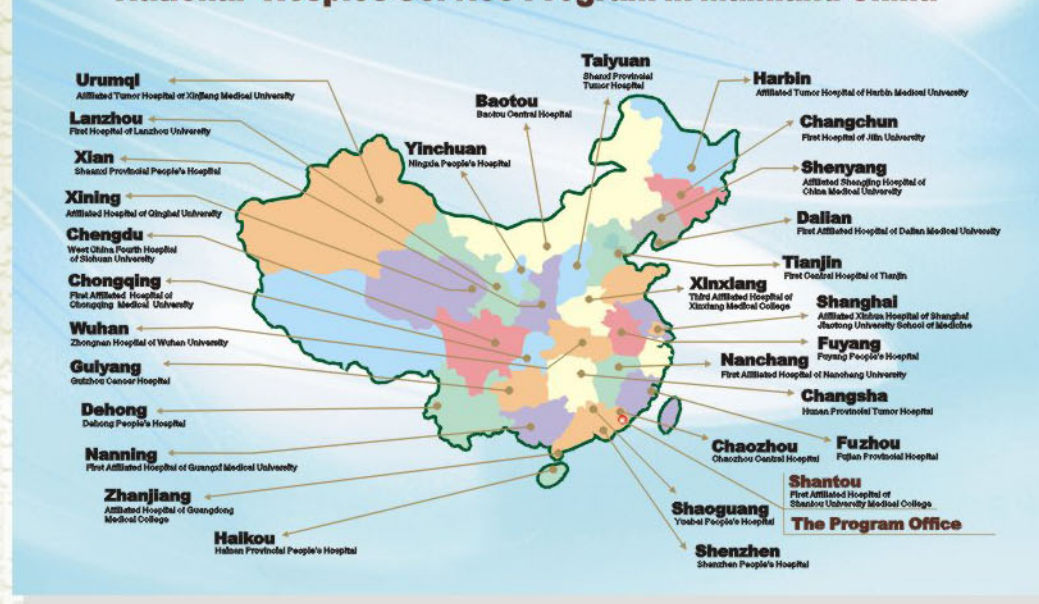 National Hospice Service Program in Mainland China
Urumqi
Affiliated Tumor Hospital of Xinjiang Medical University
Lanzhou
First Hospital of Lanzhou University
Xian
Shaanxi Provincial People's Hospital
Xining
Affiliated Hospital of Qinghai University
Chengdu
West China Fourth Hospital
of Sichuan University
Chongqing
First Affiliated Hospital of
Chongqing Medical University
Wuhan
Zhongnan Hospital of Wuhan University
Guiyang
Guizhou Cancer Hospital
Dehong
Dehong People's Hospital
Nanning
First Affiliated Hospital of Guangxi Medical University
Zhanjiang
Affiliated Hospital of Guangdong
Medical College
Haikou
Hainan Provincial People's Hospital
Yinchuan
Ningxia People's Hospital
Baotou
Baotou Central Hospital
Taiyuan
Shanxi Provincial
Tumor Hospital
Harbin
Affiliated Tumor Hospital of Harbin Medical University
Changchun
First Hospital of Jilin University
Shenyang
Affiliated Shengjing Hospital of
China Medical University
Dalian
First Affiliated Hospital of Dalian Medical University
Tianjin
First Central Hospital of Tianjin
Xinxiang
Third Affiliated Hospital of
Xinxiang Medical College
Shanghai
Affiliated Xinhua Hospital of Shanghai
Jiaotong University School of Medicine
Fuyang
Fuyang People's Hospital
Nanchang
First Affiliated Hospital of Nanchang University
Changsha
Hunan Provincial Tumor Hospital
Fuzhou
Fujian Provincial Hospital
Chaozhou
Chaozhou Central Hospital
Shantou
First Affiliated Hospital of
Shantou University Medical College
The Program Office
Shaoguang
Yuebei People's Hospital
Shenzhen
Shenzhen People's Hospital